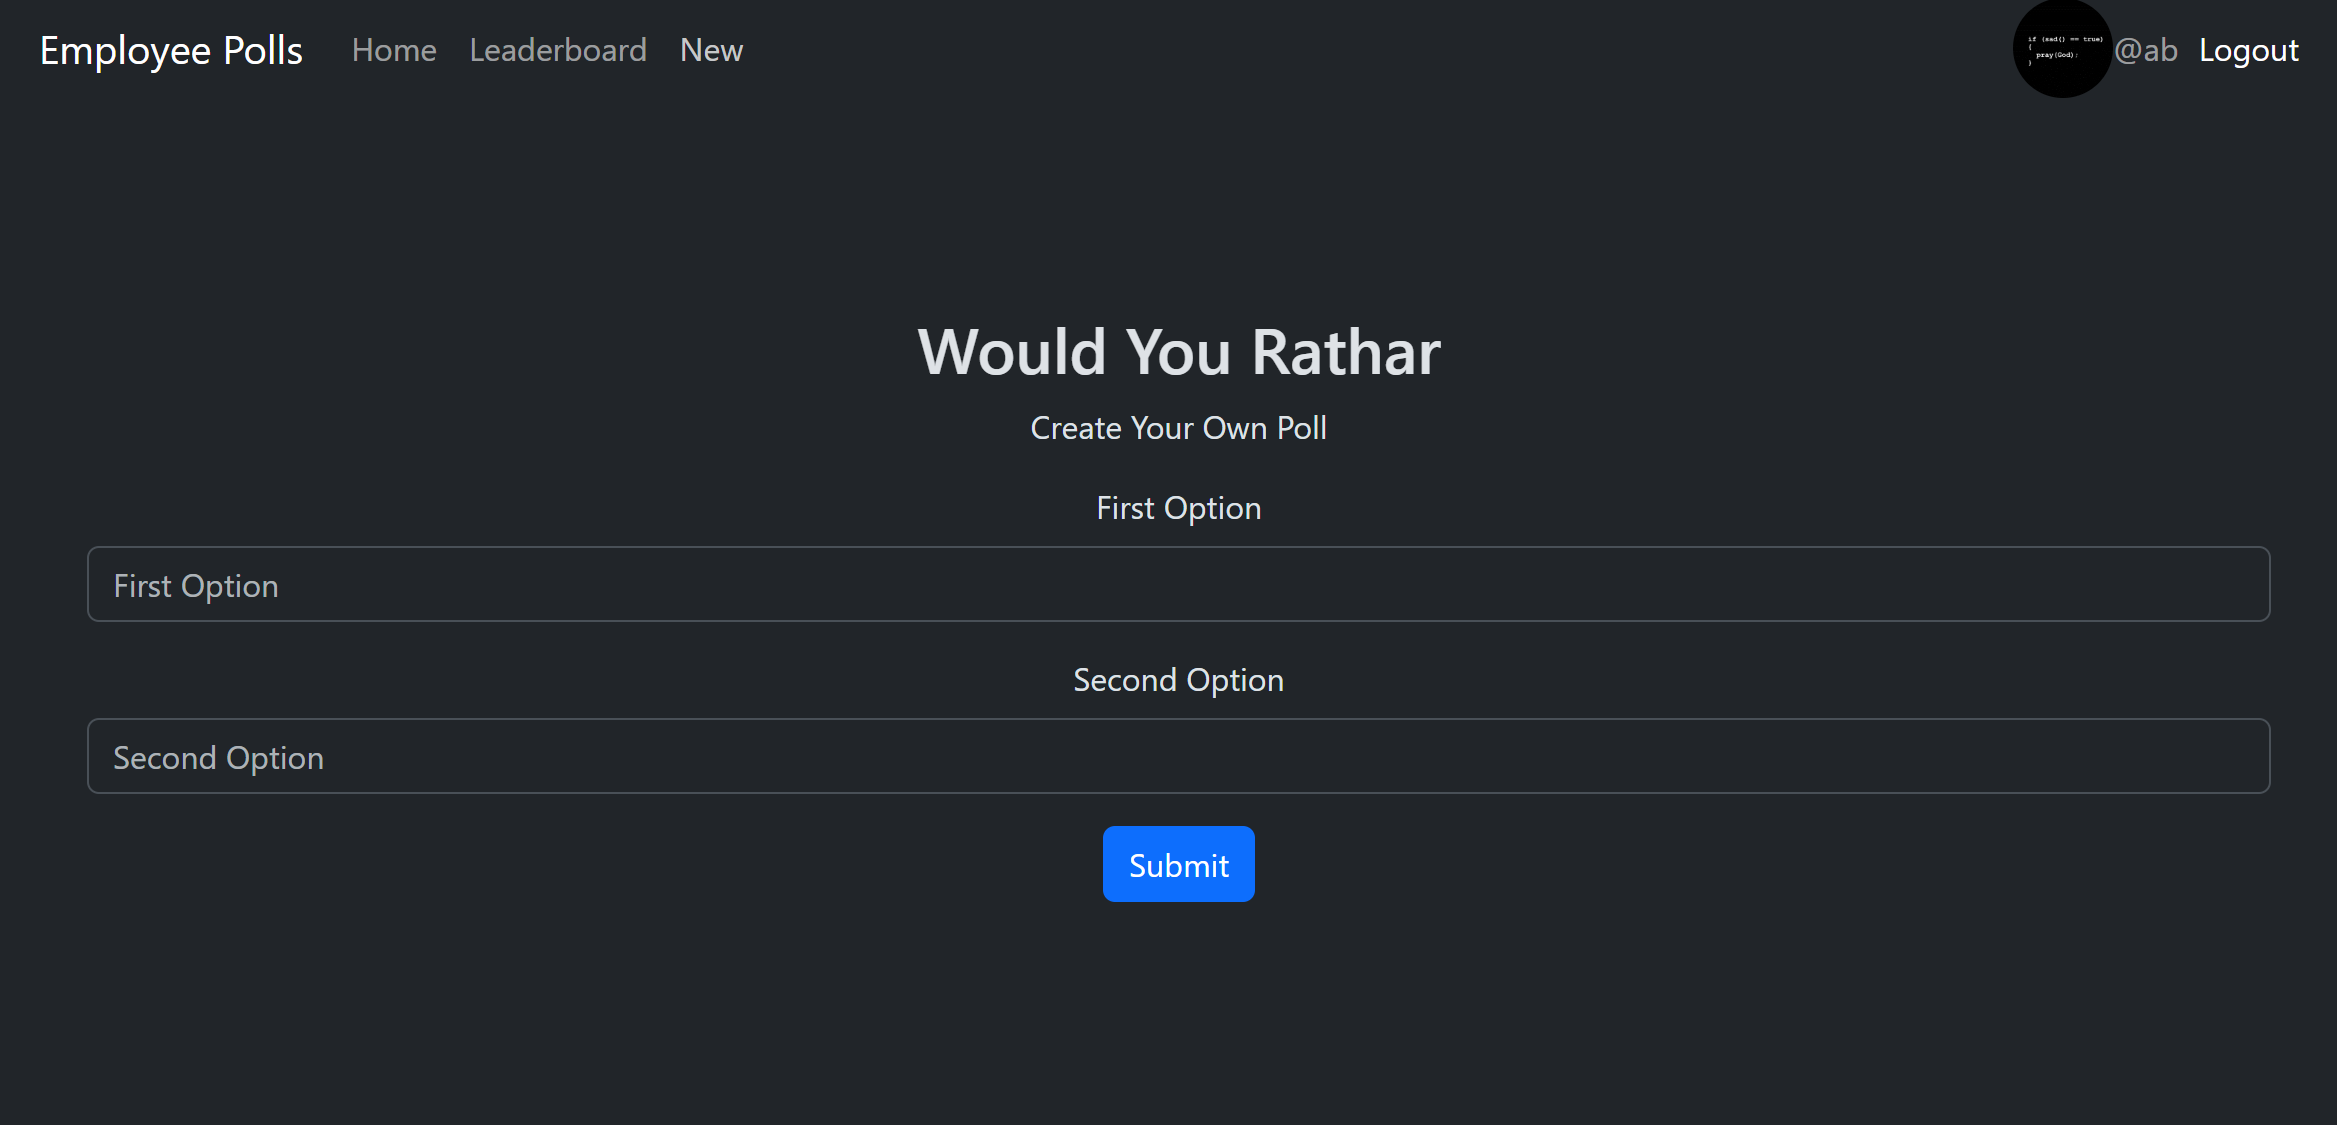 Employee Polls Home Leaderboard New
if (sad() == true)
{
pray(God);
}
@ab Logout
Would You Rathar
Create Your Own Poll
First Option
First Option
Second Option
Second Option
Submit